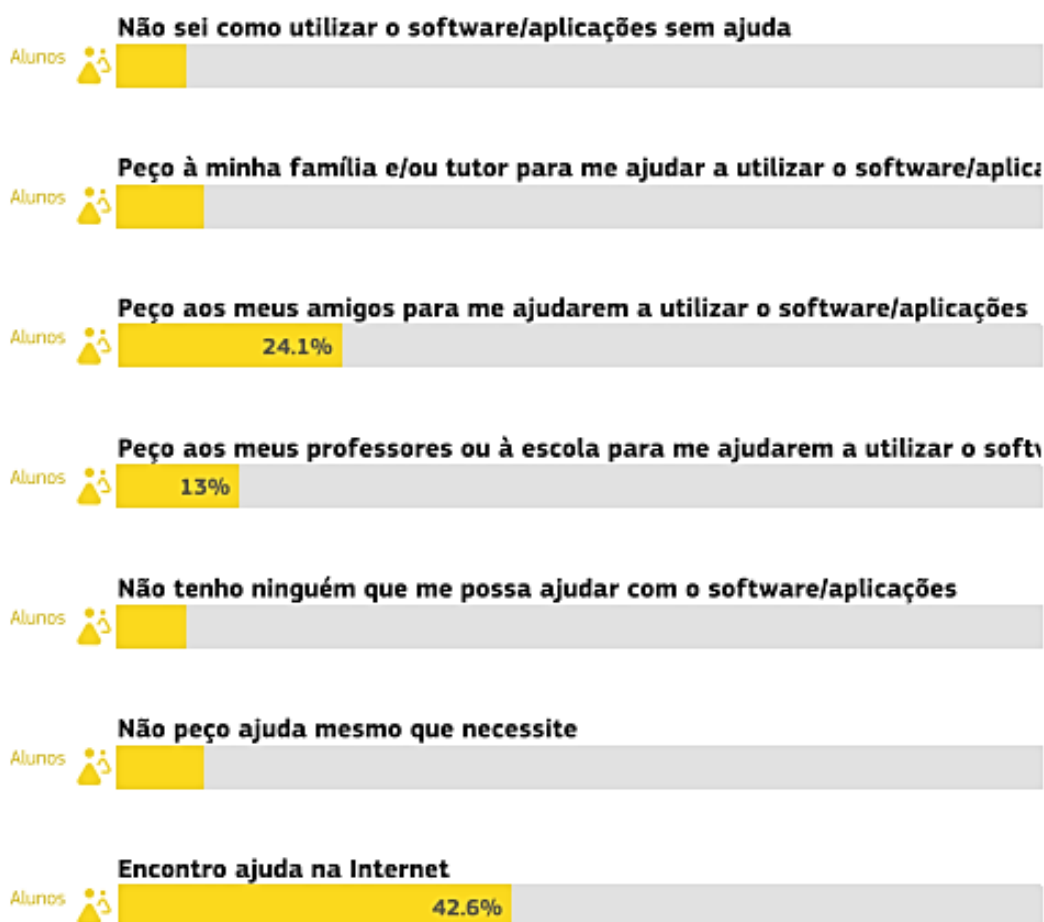 Não sei como utilizar o software/aplicações sem ajuda
Alunos
Peço à minha família e/ou tutor para me ajudar a utilizar o software/aplica
Alunos
Peço aos meus amigos para me ajudarem a utilizar o software/aplicações
Alunos
24.1%
Peço aos meus professores ou à escola para me ajudarem a utilizar o soft
Alunos
13%
Não tenho ninguém que me possa ajudar com o software/aplicações
Alunos
Não peço ajuda mesmo que necessite
Alunos
Encontro ajuda na Internet
Alunos
42.6%